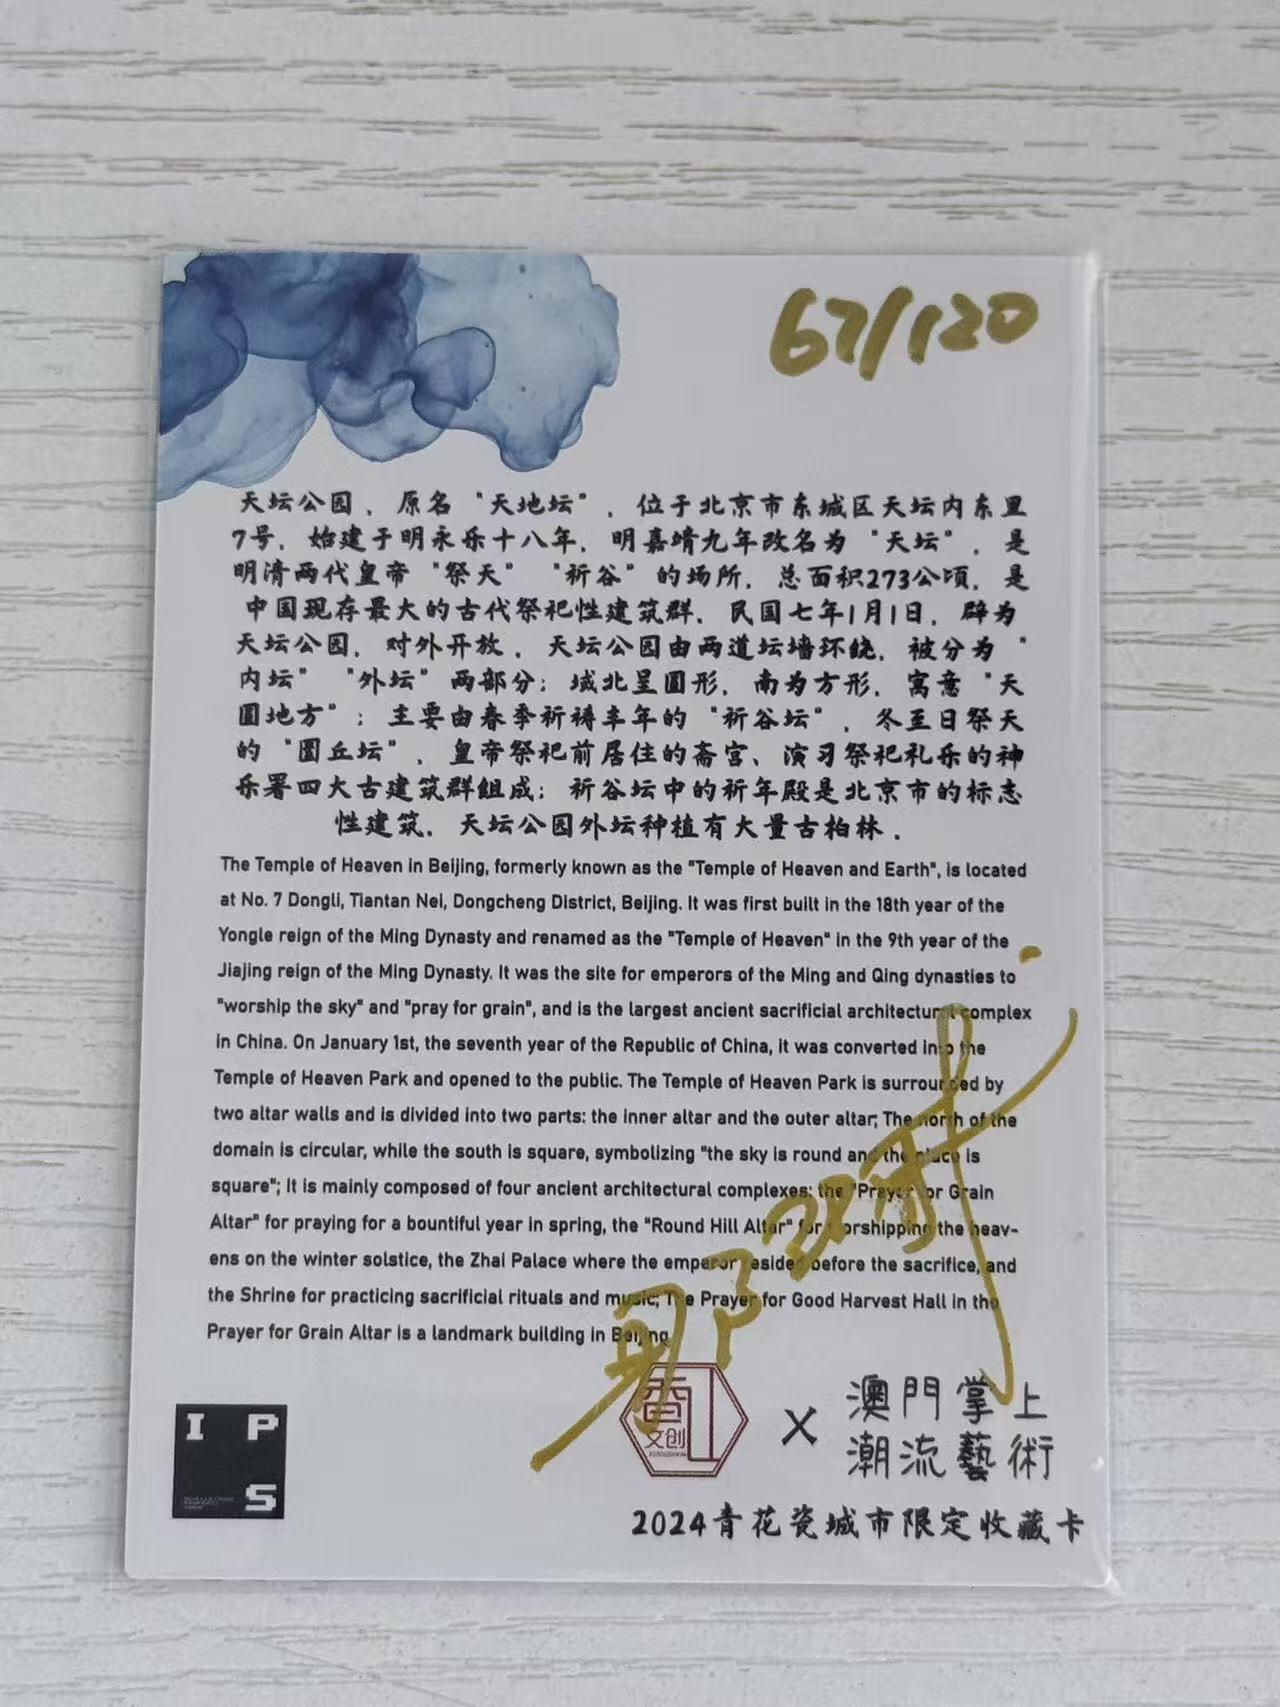 67/120
天坛公园，原名“天地坛”，位于北京市东城区天坛内东里
7号，始建于明永乐十八年，明嘉靖九年改名为“天坛”，是
明清两代皇帝“祭天”“祈谷”的场所，总面积273公顷，是
中国现存最大的古代祭祀性建筑群，民国七年1月1日，辟为
天坛公园，对外开放。天坛公园由两道坛墙环绕，被分为“
内坛”“外坛”两部分；域北呈圆形，南为方形，寓意“天
圆地方”；主要由春季祈祷丰年的“祈谷坛”，冬至日祭天
的“圜丘坛”，皇帝祭祀前居住的斋宫、演习祭祀礼乐的神
乐署四大古建筑群组成；祈谷坛中的祈年殿是北京市的标志
性建筑，天坛公园外坛种植有大量古柏林。
The Temple of Heaven in Beijing, formerly known as the "Temple of Heaven and Earth", is located
at No. 7 Dongli, Tiantan Nei, Dongcheng District, Beijing. It was first built in the 18th year of the
Yongle reign of the Ming Dynasty and renamed as the "Temple of Heaven" in the 9th year of the
Jiajing reign of the Ming Dynasty. It was the site for emperors of the Ming and Qing dynasties to
"worship the sky" and "pray for grain", and is the largest ancient sacrificial architectural complex
in China. On January 1st, the seventh year of the Republic of China, it was converted into the
Temple of Heaven Park and opened to the public. The Temple of Heaven Park is surrounded by
two altar walls and is divided into two parts: the inner altar and the outer altar; The north of the
domain is circular, while the south is square, symbolizing "the sky is round and the place is
square"; It is mainly composed of four ancient architectural complexes: the "Prayer for Grain
Altar" for praying for a bountiful year in spring, the "Round Hill Altar" for worshipping the heav-
ens on the winter solstice, the Zhai Palace where the emperor resided before the sacrifice, and
the Shrine for practicing sacrificial rituals and music; The Prayer for Good Harvest Hall in the
Prayer for Grain Altar is a landmark building in Beijing
I P
S
文创
X
澳門掌上
潮流藝術
2024青花瓷城市限定收藏卡